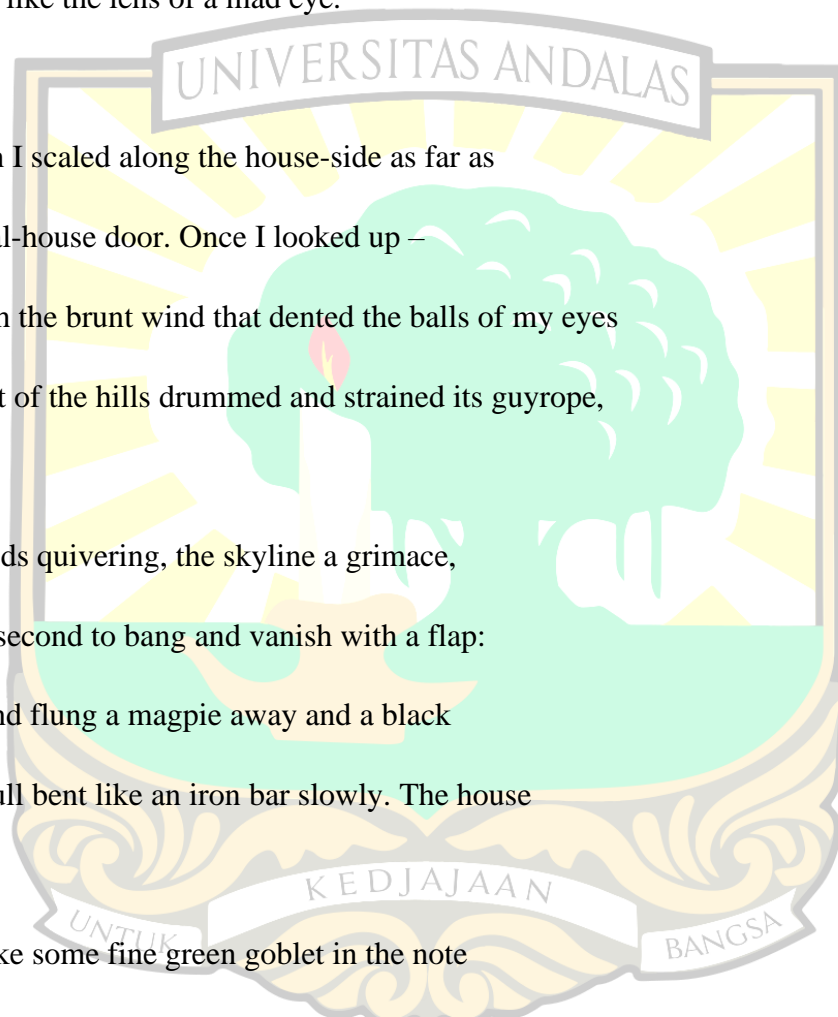 like the lens of a mad eye.
UNIVERSITAS ANDALAS
I scaled along the house-side as far as
al-house door. Once I looked up –
the brunt wind that dented the balls of my eyes
t of the hills drummed and strained its guyrope,
ds quivering, the skyline a grimace,
second to bang and vanish with a flap:
nd flung a magpie away and a black
ull bent like an iron bar slowly. The house
KEDJAJAAN
UNTUK
BANGSA
ke some fine green goblet in the note